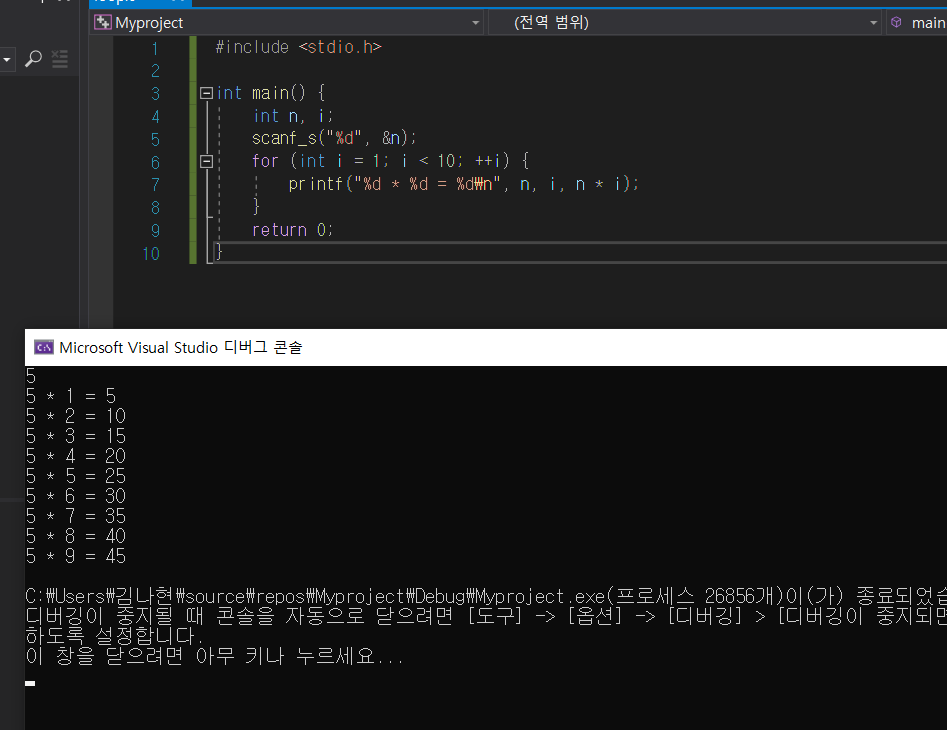 Myproject
(전역 범위)
main
1 #include <stdio.h>
2
3 int main() {
4 int n, i;
5 scanf_s("%d", &n);
6 for (int i = 1; i < 10; ++i) {
7 printf("%d * %d = %d₩n", n, i, n * i);
8 }
9 return 0;
10 }
Microsoft Visual Studio 디버그 콘솔
5
5 * 1 = 5
5 * 2 = 10
5 * 3 = 15
5 * 4 = 20
5 * 5 = 25
5 * 6 = 30
5 * 7 = 35
5 * 8 = 40
5 * 9 = 45
C:₩Users₩김나현₩source₩repos₩Myproject₩Debug₩Myproject.exe(프로세스 26856개)이(가) 종료되었습
디버깅이 중지될 때 콘솔을 자동으로 닫으려면 [도구] -> [옵션] -> [디버깅] > [디버깅이 중지되면
하도록 설정합니다.
이 창을 닫으려면 아무 키나 누르세요...